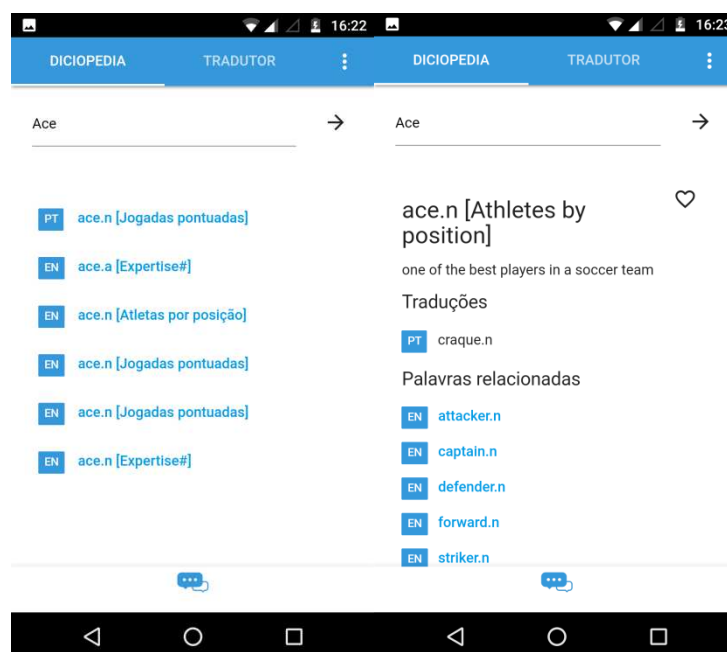 16:22
DICIOPEDIA TRADUTOR
Ace
PT ace.n [Jogadas pontuadas]
EN ace.a [Expertise#]
EN ace.n [Atletas por posição]
EN ace.n [Jogadas pontuadas]
EN ace.n [Jogadas pontuadas]
EN ace.n [Expertise#]
16:23
DICIOPEDIA TRADUTOR
Ace
ace.n [Athletes by
position]
one of the best players in a soccer team
Traduções
PT craque.n
Palavras relacionadas
EN attacker.n
EN captain.n
EN defender.n
EN forward.n
EN striker.n